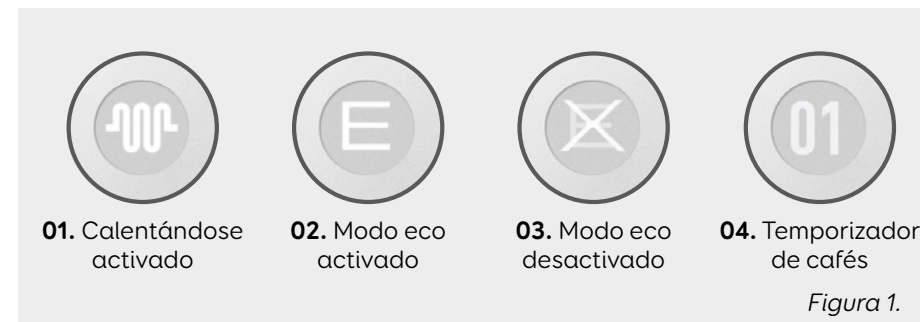 E
E
01
01. Calentándose
activado
02. Modo eco
activado
03. Modo eco
desactivado
04. Temporizador
de cafés
Figura 1.